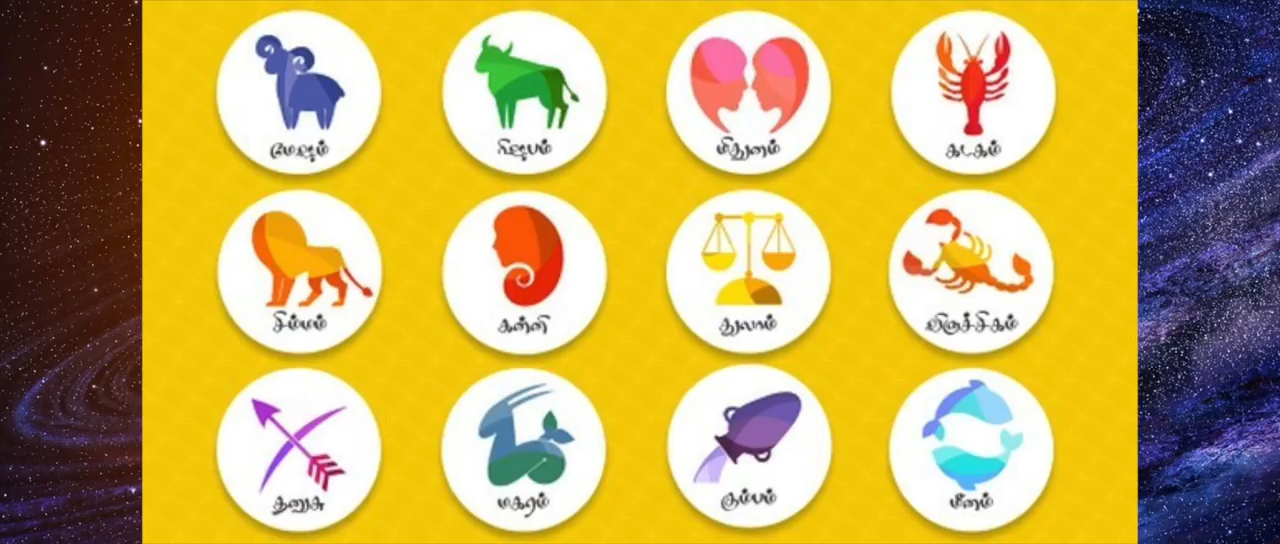 மேஷம்
ரிஷபம்
மிதுனம்
கடகம்
சிம்மம்
கன்னி
துலாம்
விருச்சிகம்
தனுசு
மகரம்
கும்பம்
மீனம்